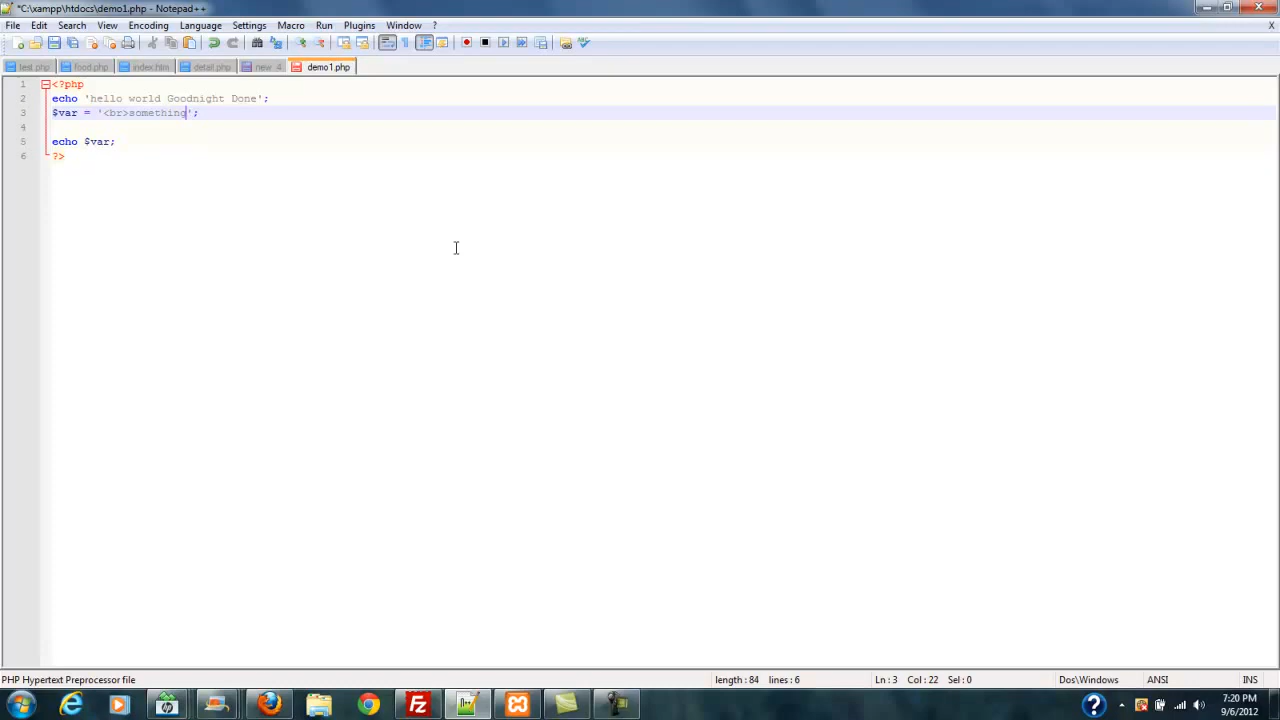 *C:\xampp\htdocs\demo1.php - Notepad++
File Edit Search View Encoding Language Settings Macro Run Plugins Window ? X
test.php food.php index.htm detail.php new 4 demo1.php
1 <?php
2 echo 'hello world Goodnight Done';
3 $var = '<br>something';
4
5 echo $var;
6 ?>
PHP Hypertext Preprocessor file length : 84 lines : 6 Ln : 3 Col : 22 Sel : 0 Dos\Windows ANSI INS
7:20 PM
9/6/2012